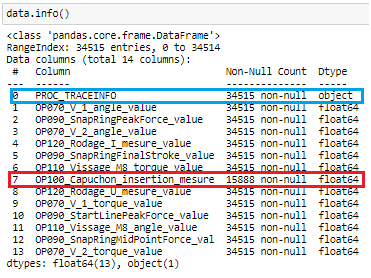 data.info()
<class 'pandas.core.frame.DataFrame'>
RangeIndex: 34515 entries, 0 to 34514
Data columns (total 14 columns):
#   Column   Non-Null Count   Dtype
---   ------   --------------   -----
0   PROC_TRACEINFO   34515 non-null   object
1   OP070_V_1_angle_value   34515 non-null   float64
2   OP090_SnapRingPeakForce_value   34515 non-null   float64
3   OP070_V_2_angle_value   34515 non-null   float64
4   OP120_Rodage_I_mesure_value   34515 non-null   float64
5   OP090_SnapRingFinalStroke_value   34515 non-null   float64
6   OP110_Vissage_M8_torque_value   34515 non-null   float64
7   OP100_Capuchon_insertion_mesure   15888 non-null   float64
8   OP120_Rodage_U_mesure_value   34515 non-null   float64
9   OP070_V_1_torque_value   34515 non-null   float64
10   OP090_StartLinePeakForce_value   34515 non-null   float64
11   OP110_Vissage_M8_angle_value   34515 non-null   float64
12   OP090_SnapRingMidPointForce_val   34515 non-null   float64
13   OP070_V_2_torque_value   34515 non-null   float64
dtypes: float64(13), object(1)